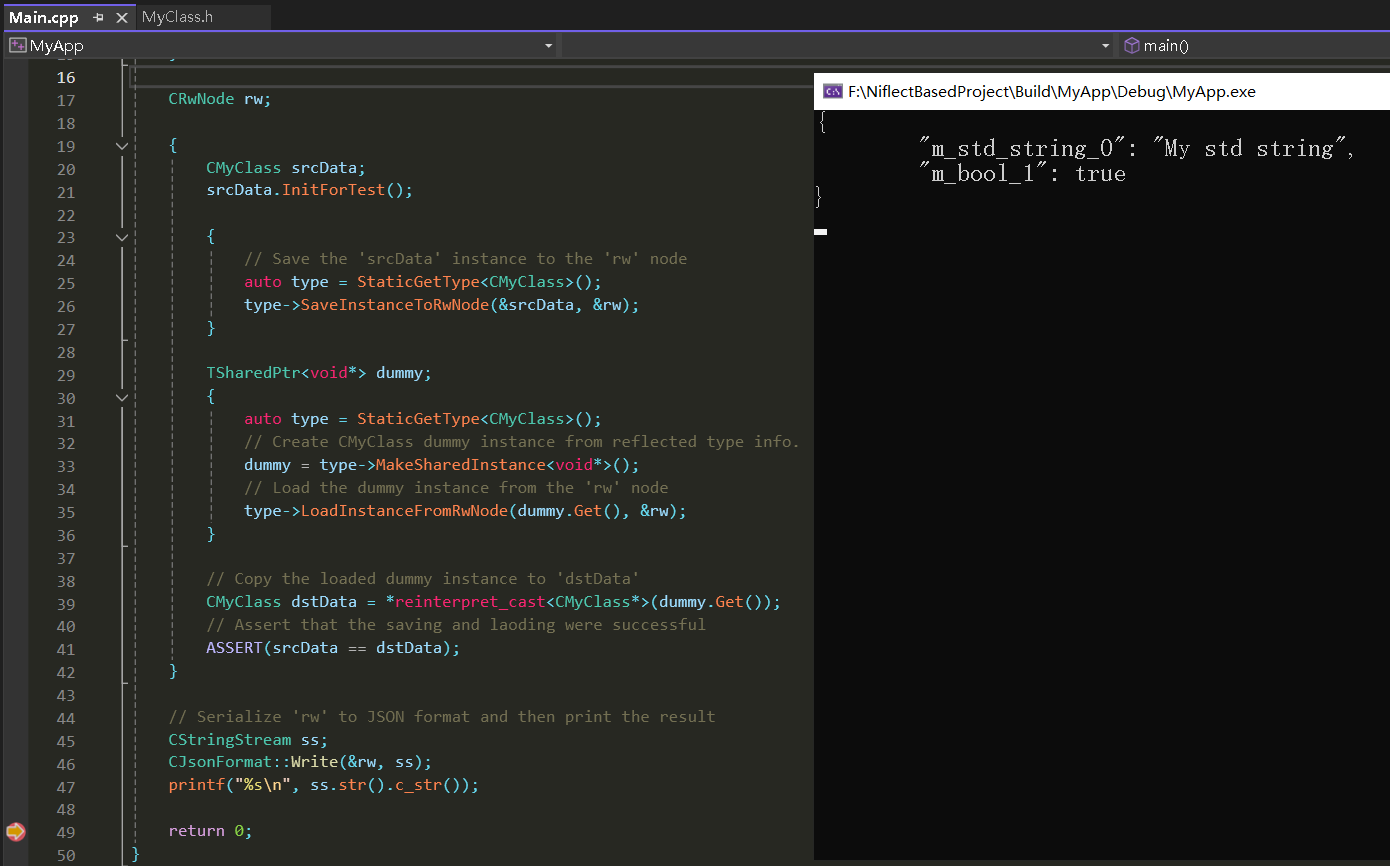 Main.cpp
MyClass.h
MyApp
main()
16
17 CRwNode rw;
18
19 {
20 CMyClass srcData;
21 srcData.InitForTest();
22
23 {
24 // Save the 'srcData' instance to the 'rw' node
25 auto type = StaticGetType<CMyClass>();
26 type->SaveInstanceToRwNode(&srcData, &rw);
27 }
28
29 TSharedPtr<void*> dummy;
30 {
31 auto type = StaticGetType<CMyClass>();
32 // Create CMyClass dummy instance from reflected type info.
33 dummy = type->MakeSharedInstance<void*>();
34 // Load the dummy instance from the 'rw' node
35 type->LoadInstanceFromRwNode(dummy.Get(), &rw);
36 }
37
38 // Copy the loaded dummy instance to 'dstData'
39 CMyClass dstData = *reinterpret_cast<CMyClass*>(dummy.Get());
40 // Assert that the saving and laoding were successful
41 ASSERT(srcData == dstData);
42 }
43
44 // Serialize 'rw' to JSON format and then print the result
45 CStringStream ss;
46 CJsonFormat::Write(&rw, ss);
47 printf("%s\n", ss.str().c_str());
48
49 return 0;
50 }
F:\NiflectBasedProject\Build\MyApp\Debug\MyApp.exe
{
"m_std_string_0": "My std string",
"m_bool_1": true
}